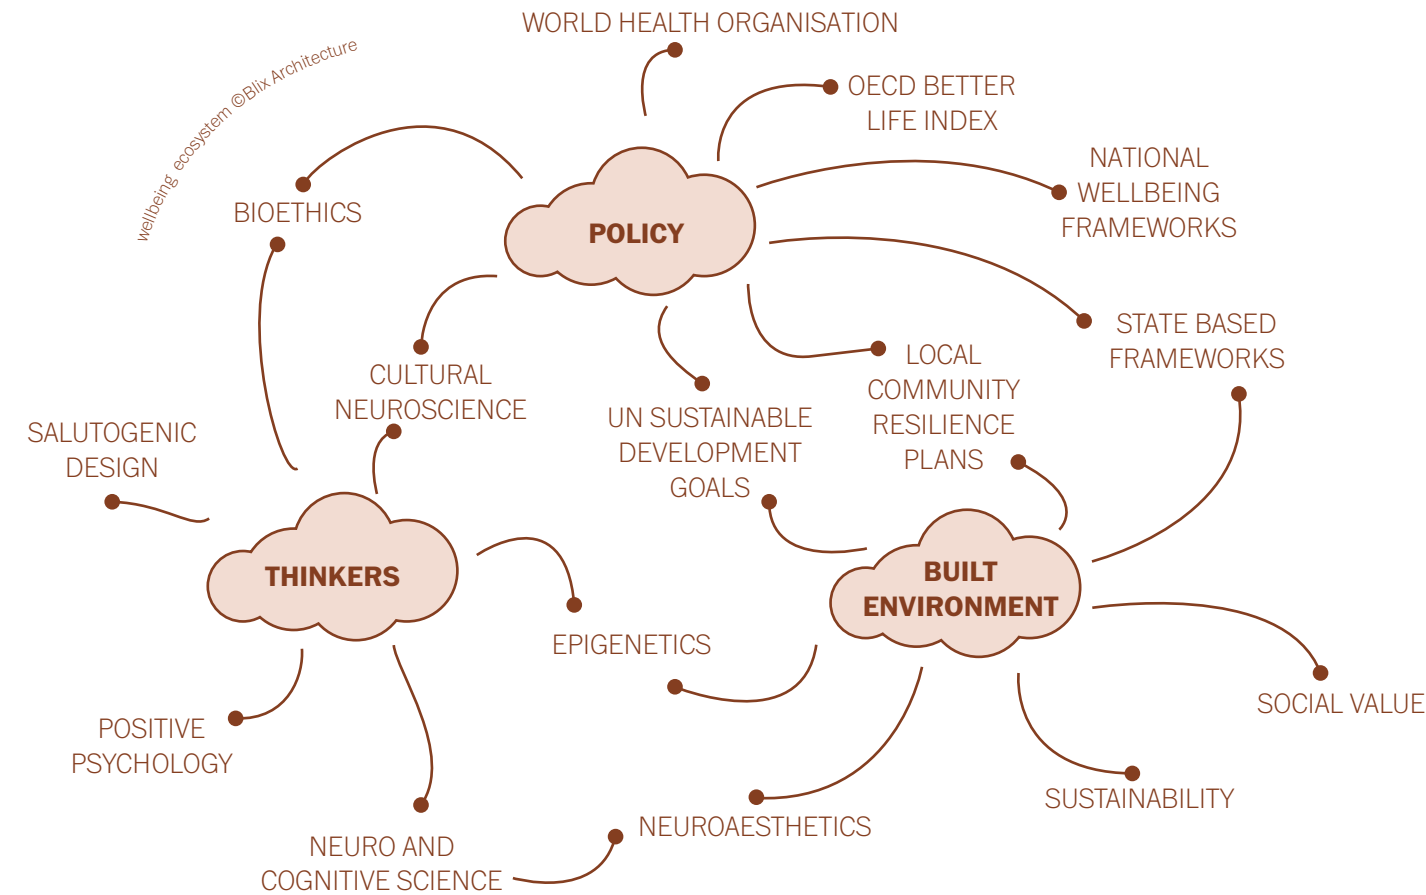 WORLD HEALTH ORGANISATION
wellbeing ecosystem ©Blix Architecture
OECD BETTER
LIFE INDEX
NATIONAL
WELLBEING
FRAMEWORKS
BIOETHICS
POLICY
STATE BASED
FRAMEWORKS
LOCAL
COMMUNITY
RESILIENCE
PLANS
CULTURAL
NEUROSCIENCE
UN SUSTAINABLE
DEVELOPMENT
GOALS
SALUTOGENIC
DESIGN
THINKERS
BUILT
ENVIRONMENT
EPIGENETICS
SOCIAL VALUE
POSITIVE
PSYCHOLOGY
SUSTAINABILITY
NEUROAESTHETICS
NEURO AND
COGNITIVE SCIENCE